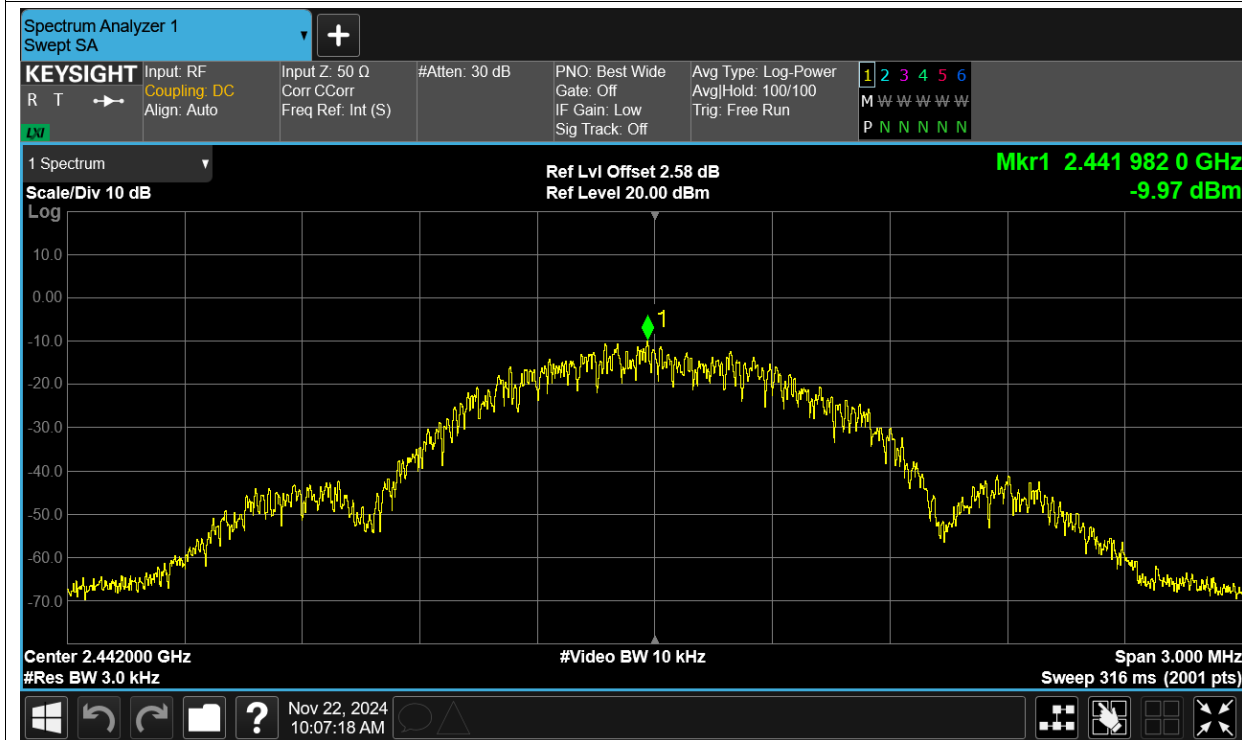 Spectrum Analyzer 1
Swept SA
KEYSIGHT
R T
LXI
Input: RF
Coupling: DC
Align: Auto
Input Z: 50 Ω
Corr CCorr
Freq Ref: Int (S)
#Atten: 30 dB
PNO: Best Wide
Gate: Off
IF Gain: Low
Sig Track: Off
Avg Type: Log-Power
Avg|Hold: 100/100
Trig: Free Run
1 2 3 4 5 6
M W W W W W
P N N N N N
1 Spectrum
Scale/Div 10 dB
Log
Ref Lvl Offset 2.58 dB
Ref Level 20.00 dBm
Mkr1 2.441 982 0 GHz
-9.97 dBm
10.0
0.00
1
-10.0
-20.0
-30.0
-40.0
-50.0
-60.0
-70.0
Center 2.442000 GHz
#Res BW 3.0 kHz
#Video BW 10 kHz
Span 3.000 MHz
Sweep 316 ms (2001 pts)
?
Nov 22, 2024
10:07:18 AM